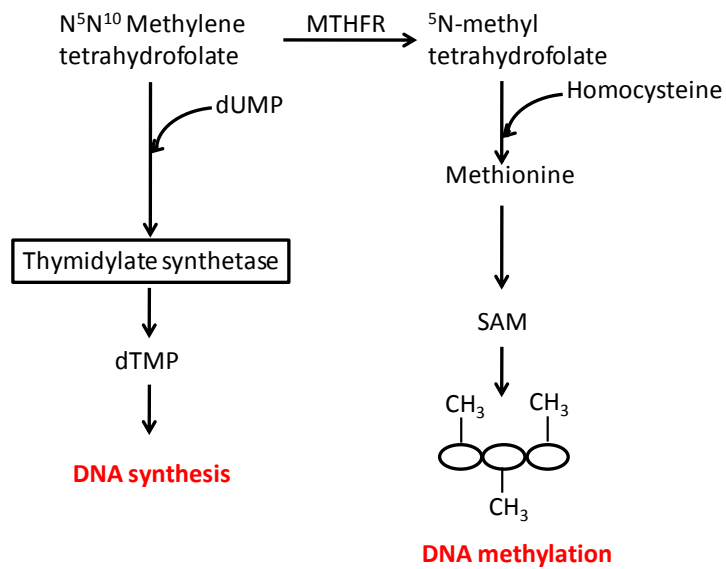 N⁵N¹⁰ Methylene
tetrahydrofolate
MTHFR
⁵N-methyl
tetrahydrofolate
dUMP
Homocysteine
Methionine
Thymidylate synthetase
SAM
dTMP
CH₃
CH₃
DNA synthesis
CH₃
DNA methylation